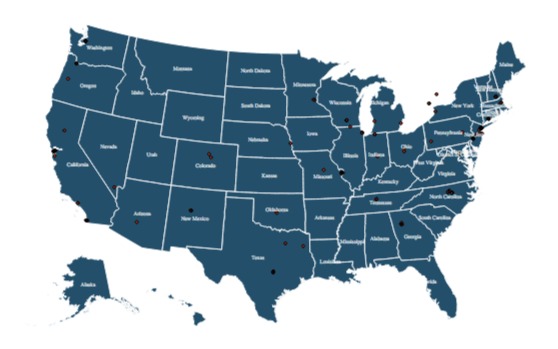 Washington
Montana
North Dakota
Minnesota
Maine
Oregon
Idaho
Wyoming
South Dakota
Wisconsin
Michigan
New York
Nevada
Utah
Colorado
Nebraska
Iowa
Illinois
Indiana
Ohio
Pennsylvania
California
Kansas
Missouri
Kentucky
West Virginia
Virginia
Arizona
New Mexico
Oklahoma
Arkansas
Tennessee
North Carolina
South Carolina
Texas
Louisiana
Mississippi
Alabama
Georgia
Alaska